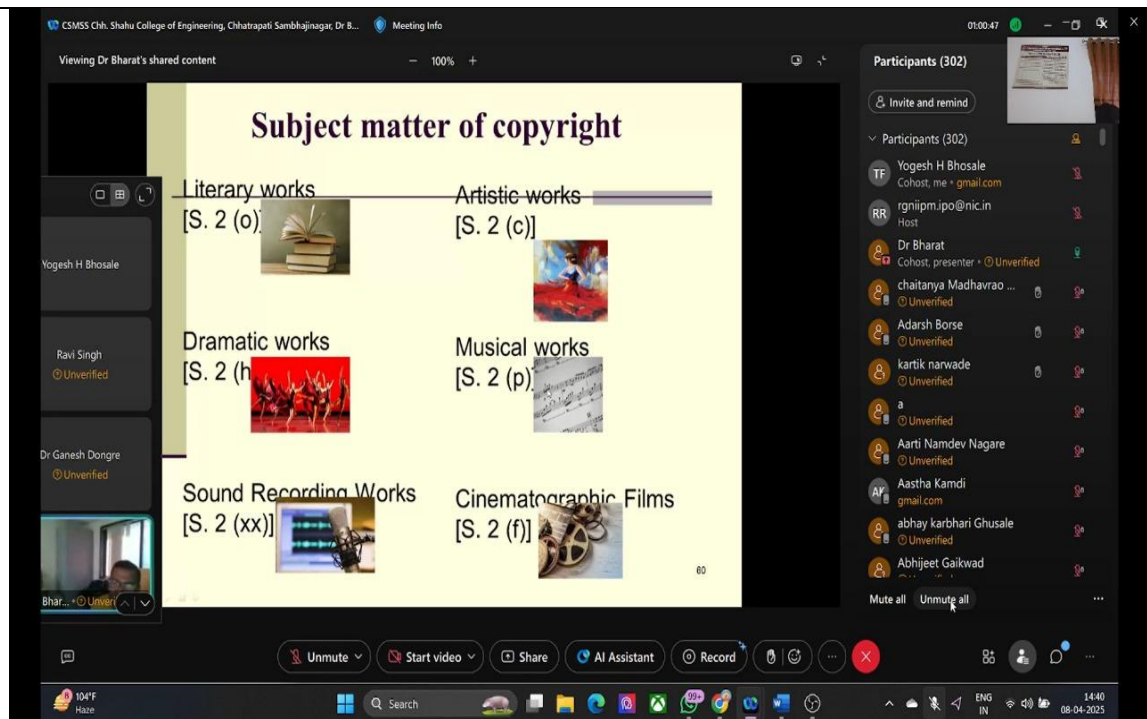 CSMSS Chh. Shahu College of Engineering, Chhatrapati Sambhajinagar, Dr B...
Meeting Info
01:00:47
Viewing Dr Bharat's shared content
100%
Participants (302)
Invite and remind
Participants (302)
Subject matter of copyright
Literary works
[S. 2 (o)]
Artistic works
[S. 2 (c)]
Dramatic works
[S. 2 (h
Musical works
[S. 2 (p)
Sound Recording Works
[S. 2 (xx)]
Cinematographic Films
[S. 2 (f)]
60
Yogesh H Bhosale
Ravi Singh
Unverified
Dr Ganesh Dongre
Unverified
Bhar...
TF
Yogesh H Bhosale
Cohost, me • gmail.com
RR
rgniipm.ipo@nic.in
Host
Dr Bharat
Cohost, presenter • Unverified
chaitanya Madhavrao ...
Unverified
Adarsh Borse
Unverified
kartik narwade
Unverified
a
Unverified
Aarti Namdev Nagare
Unverified
AK
Aastha Kamdi
gmail.com
abhay karbhari Ghusale
Unverified
Abhijeet Gaikwad
Mute all
Unmute all
Unmute
Start video
Share
AI Assistant
Record
104°F
Haze
Search
99+
ENG
IN
14:40
08-04-2025